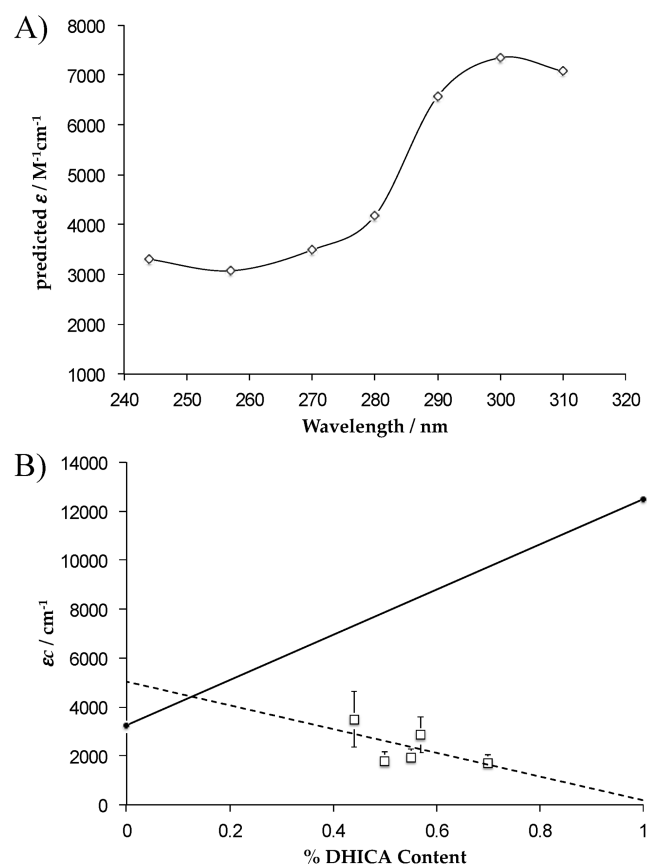 A)
predicted ε / M⁻¹cm⁻¹
8000
7000
6000
5000
4000
3000
2000
1000
240 250 260 270 280 290 300 310 320
Wavelength / nm
B)
εc / cm⁻¹
14000
12000
10000
8000
6000
4000
2000
0
0 0.2 0.4 0.6 0.8 1
% DHICA Content